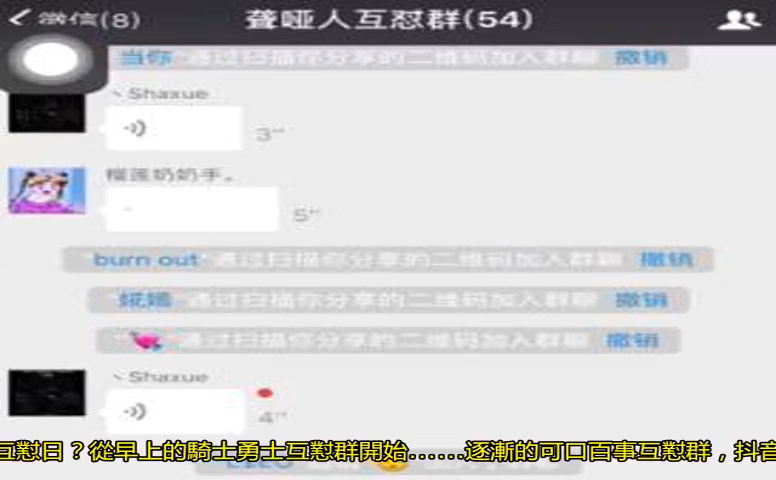 微信(8) 聋哑人互怼群(54)
当你 通过扫描你分享的二维码加入群聊 撤销
、Shaxue
3"
榴莲奶奶手。
5"
burn out 通过扫描你分享的二维码加入群聊 撤销
婲嫣 通过扫描你分享的二维码加入群聊 撤销
通过扫描你分享的二维码加入群聊 撤销
、Shaxue
4"
互懟日？從早上的騎士勇士互懟群開始……逐漸的可口百事互懟群，抖音